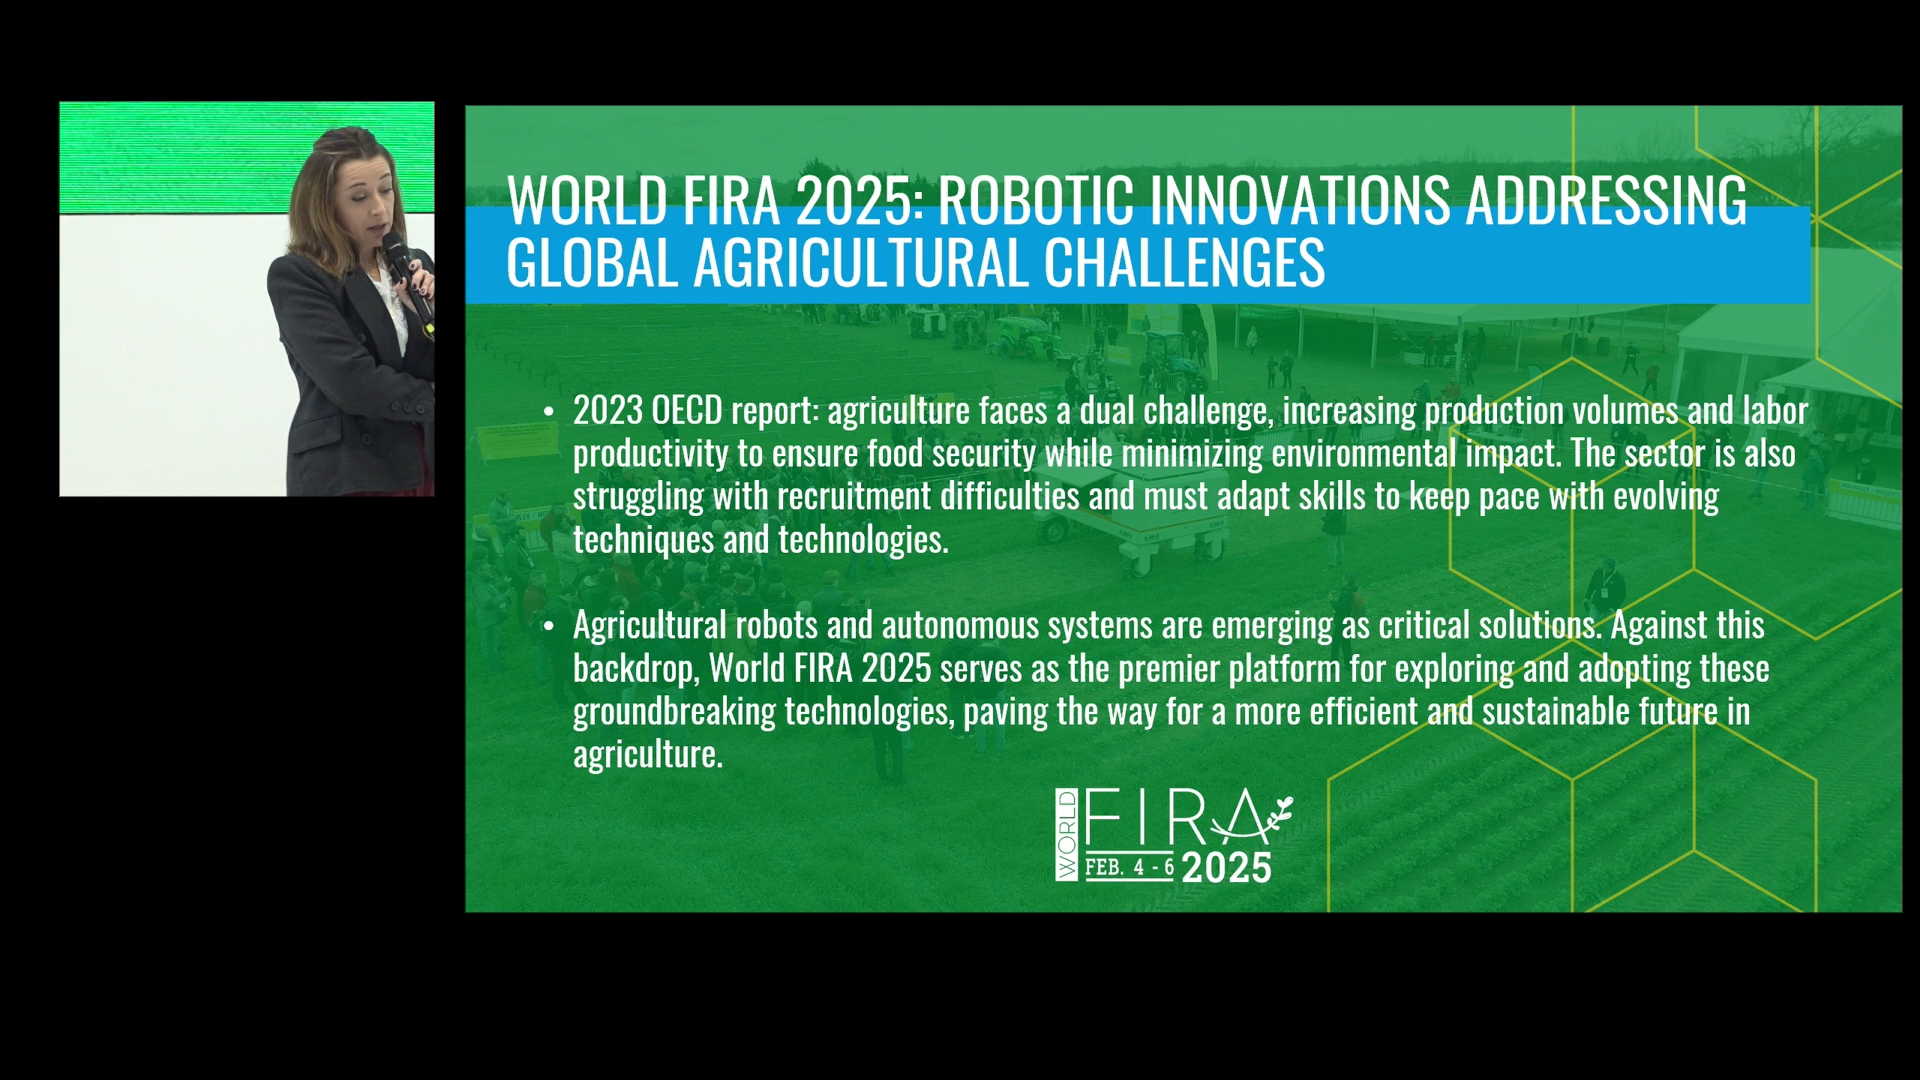 WORLD FIRA 2025: ROBOTIC INNOVATIONS ADDRESSING
GLOBAL AGRICULTURAL CHALLENGES
• 2023 OECD report: agriculture faces a dual challenge, increasing production volumes and labor
productivity to ensure food security while minimizing environmental impact. The sector is also
struggling with recruitment difficulties and must adapt skills to keep pace with evolving
techniques and technologies.
• Agricultural robots and autonomous systems are emerging as critical solutions. Against this
backdrop, World FIRA 2025 serves as the premier platform for exploring and adopting these
groundbreaking technologies, paving the way for a more efficient and sustainable future in
agriculture.
WORLD
FIRA
FEB. 4 - 6 2025